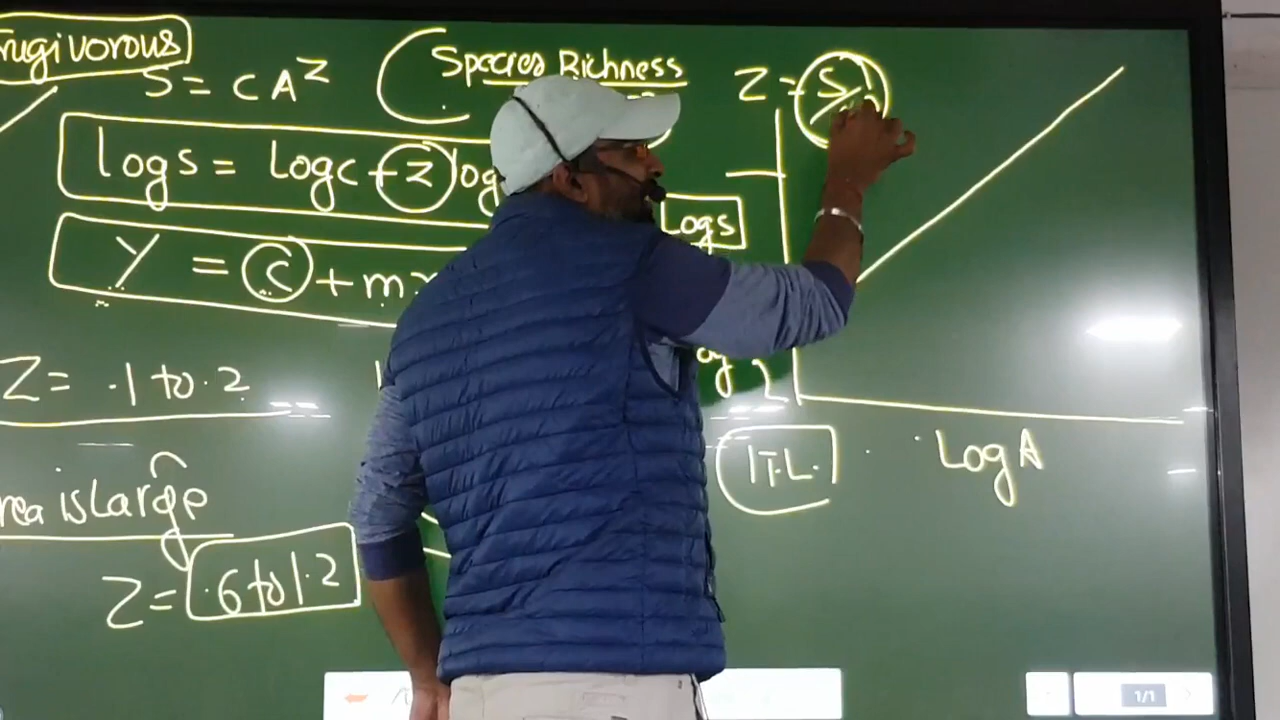 rugivorous
S = CA^Z
Species Richness
Z = S
logs = Logc + Z log
Logs
Y = C + m
Z = .1 to .2
I.T.L.
Log A
rea is Large
Z = .6 to 1.2
1/1